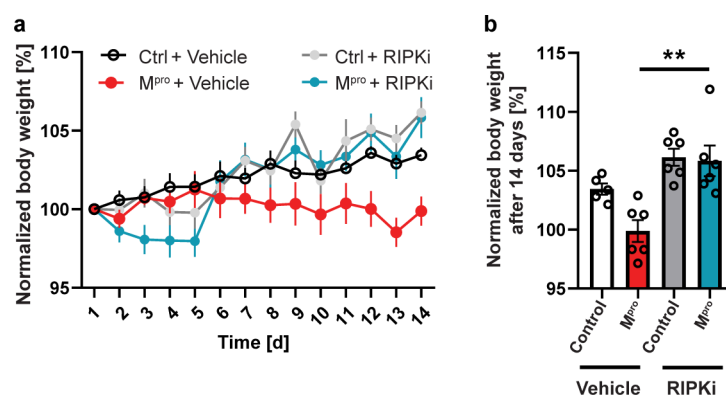 a
Normalized body weight [%]
110
105
100
95
Ctrl + Vehicle
Mᵖʳᵒ + Vehicle
Ctrl + RIPKi
Mᵖʳᵒ + RIPKi
1 2 3 4 5 6 7 8 9 10 11 12 13 14
Time [d]
b
Normalized body weight
after 14 days [%]
115
110
105
100
95
**
Control
Mᵖʳᵒ
Control
Mᵖʳᵒ
Vehicle
RIPKi